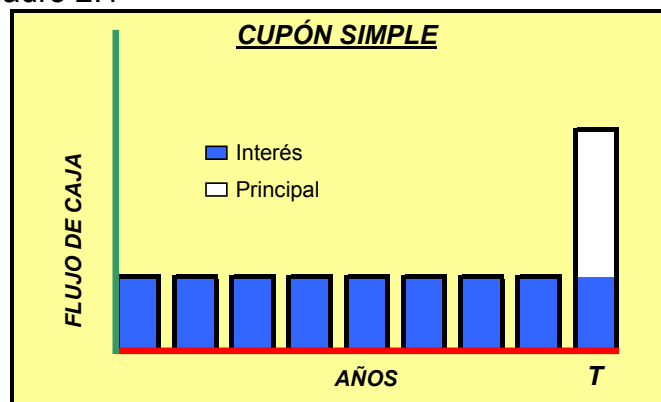 CUPÓN SIMPLE
Interés
Principal
FLUJO DE CAJA
AÑOS
T